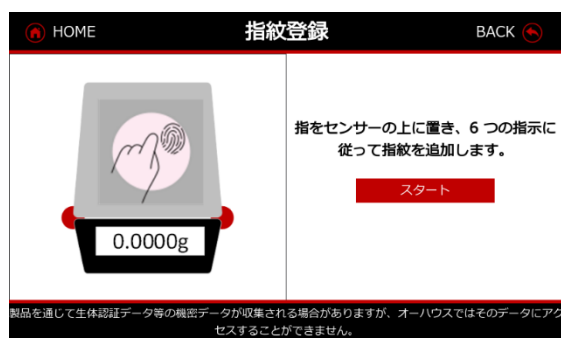 HOME
指紋登録
BACK
指をセンサーの上に置き、6 つの指示に
従って指紋を追加します。
スタート
0.0000g
製品を通じて生体認証データ等の機密データが収集される場合がありますが、オーハウスではそのデータにアク
セスすることができません。